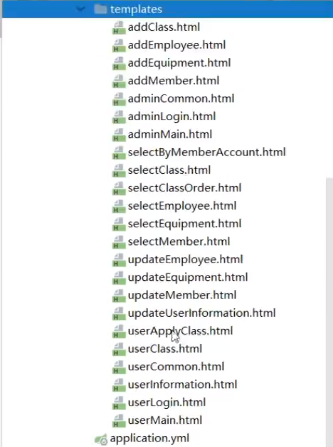 templates
addClass.html
addEmployee.html
addEquipment.html
addMember.html
adminCommon.html
adminLogin.html
adminMain.html
selectByMemberAccount.html
selectClass.html
selectClassOrder.html
selectEmployee.html
selectEquipment.html
selectMember.html
updateEmployee.html
updateEquipment.html
updateMember.html
updateUserInformation.html
userApplyClass.html
userClass.html
userCommon.html
userInformation.html
userLogin.html
userMain.html
application.yml